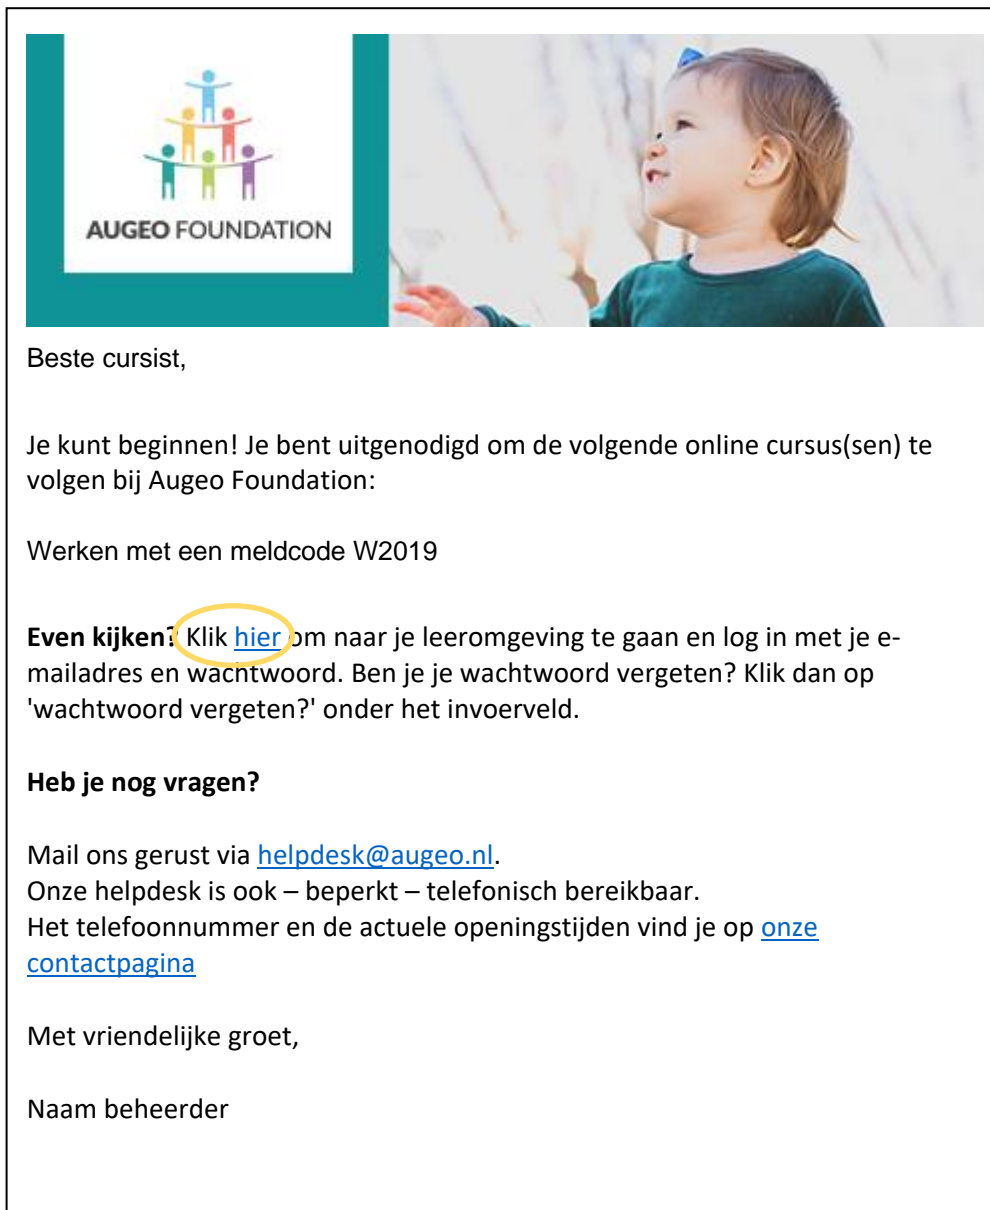 AUGEO FOUNDATION
Beste cursist,
Je kunt beginnen! Je bent uitgenodigd om de volgende online cursus(sen) te
volgen bij Augeo Foundation:
Werken met een meldcode W2019
Even kijken? Klik hier om naar je leeromgeving te gaan en log in met je e-
mailadres en wachtwoord. Ben je je wachtwoord vergeten? Klik dan op
'wachtwoord vergeten?' onder het invoerveld.
Heb je nog vragen?
Mail ons gerust via helpdesk@augeo.nl.
Onze helpdesk is ook – beperkt – telefonisch bereikbaar.
Het telefoonnummer en de actuele openingstijden vind je op onze
contactpagina
Met vriendelijke groet,
Naam beheerder